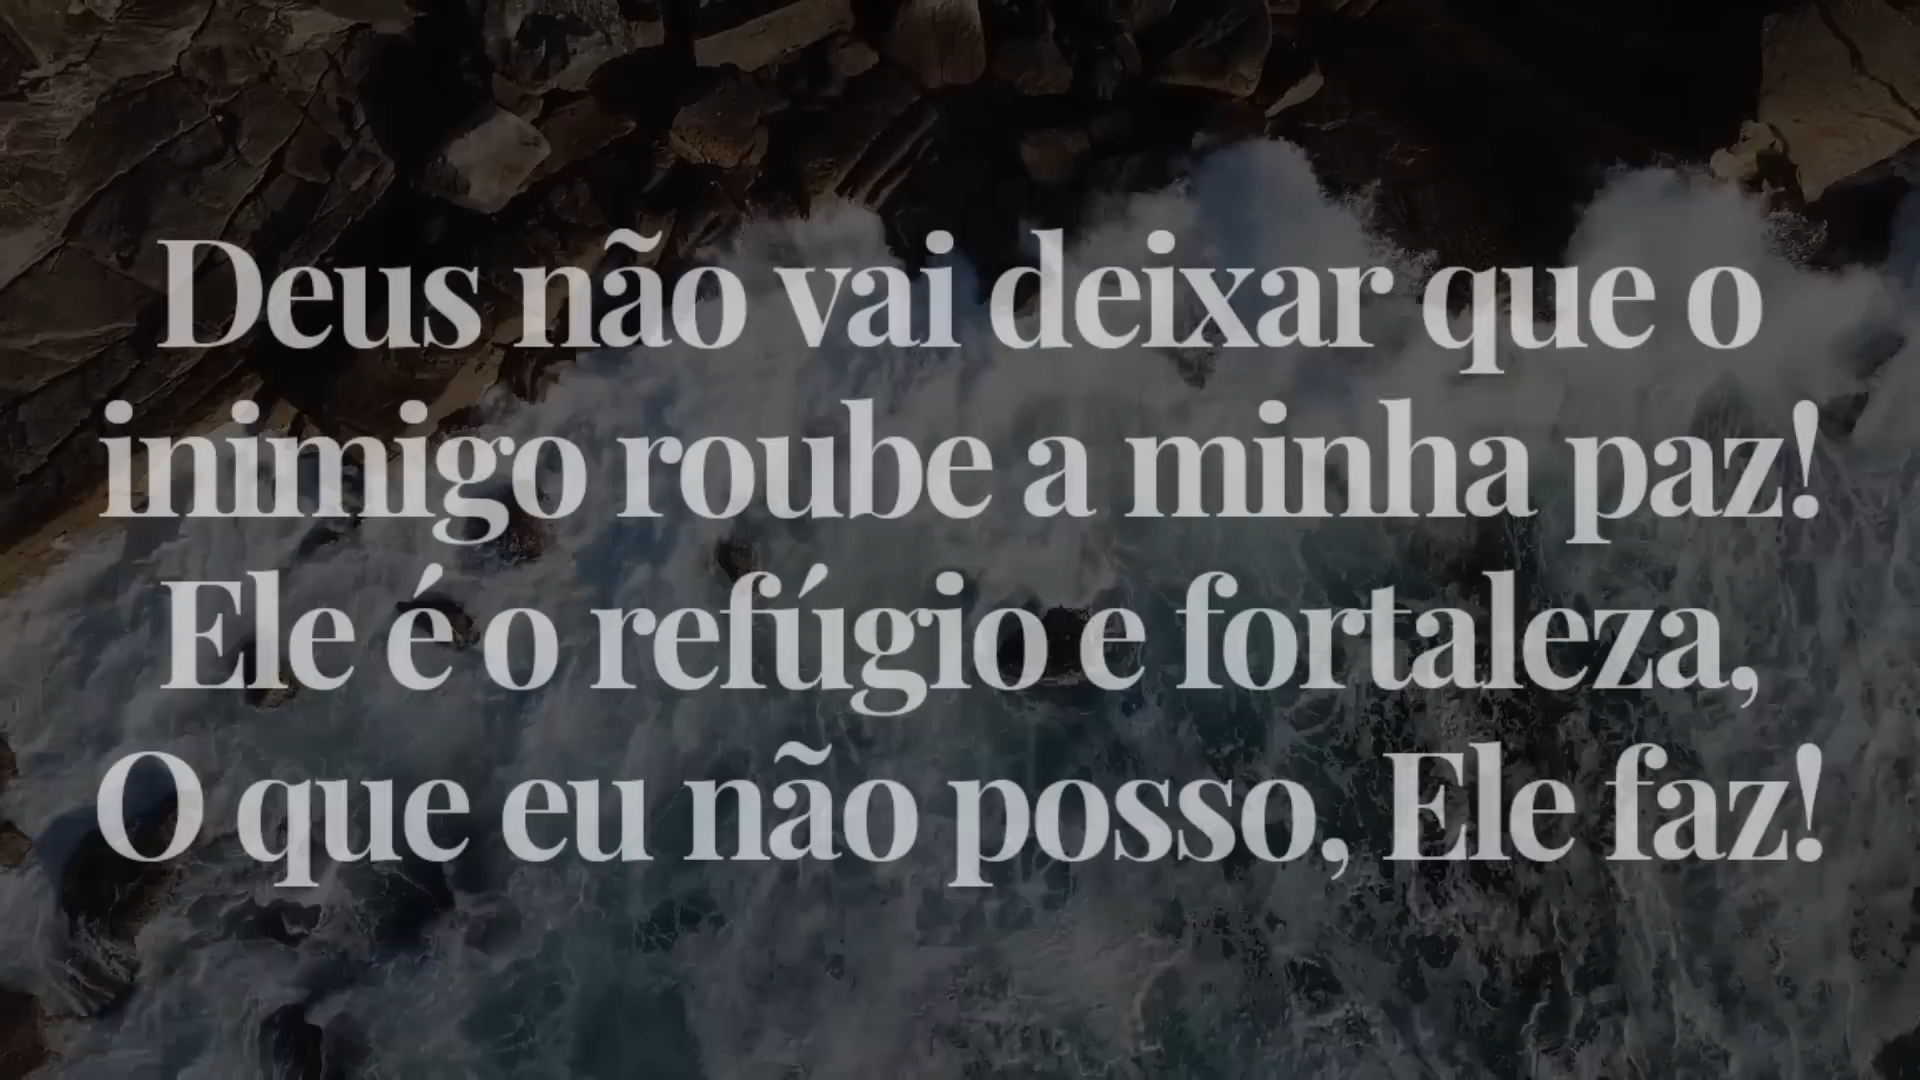 Deus não vai deixar que o
inimigo roube a minha paz!
Ele é o refúgio e fortaleza,
O que eu não posso, Ele faz!